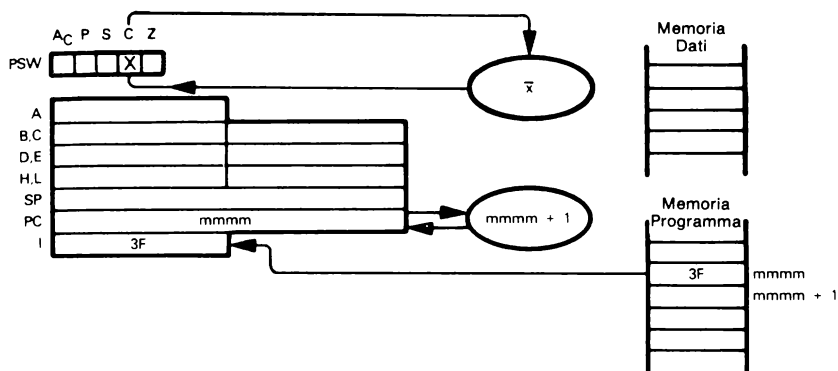 A_C P S C Z
PSW X
x̄
Memoria
Dati
A
B,C
D,E
H,L
SP
PC mmmm
mmmm + 1
I 3F
Memoria
Programma
3F mmmm
mmmm + 1